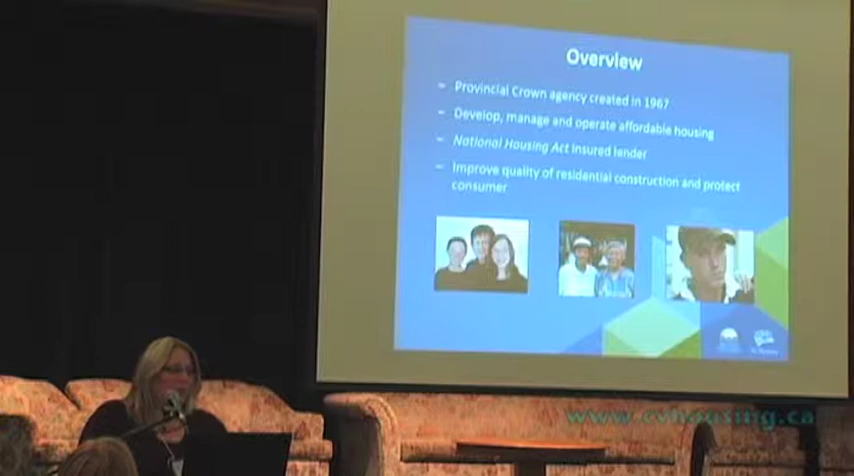 Overview
– Provincial Crown agency created in 1967
– Develop, manage and operate affordable housing
– National Housing Act insured lender
– Improve quality of residential construction and protect
consumer
www.cvhousing.ca